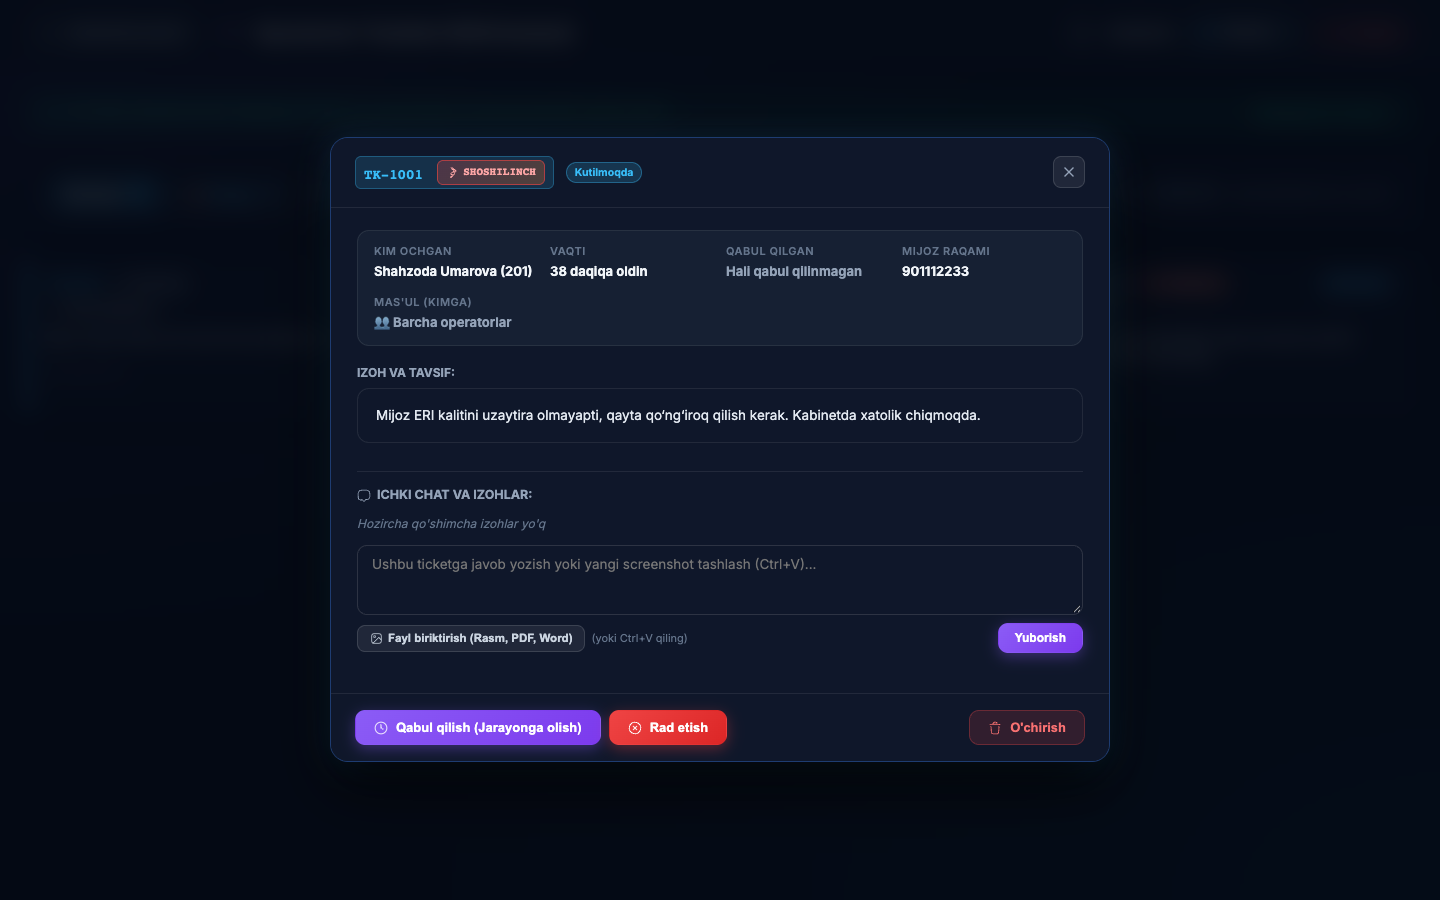 TK-1001 SHOSHILINCH Kutilmoqda
KIM OCHGAN VAQTI QABUL QILGAN MIJOZ RAQAMI
Shahzoda Umarova (201) 38 daqiqa oldin Hali qabul qilinmagan 901112233
MAS'UL (KIMGA)
Barcha operatorlar
IZOH VA TAVSIF:
Mijoz ERI kalitini uzaytira olmayapti, qayta qo‘ng‘iroq qilish kerak. Kabinetda xatolik chiqmoqda.
ICHKI CHAT VA IZOHLAR:
Hozircha qo'shimcha izohlar yo'q
Ushbu ticketga javob yozish yoki yangi screenshot tashlash (Ctrl+V)...
Fayl biriktirish (Rasm, PDF, Word) (yoki Ctrl+V qiling) Yuborish
Qabul qilish (Jarayonga olish) Rad etish O'chirish